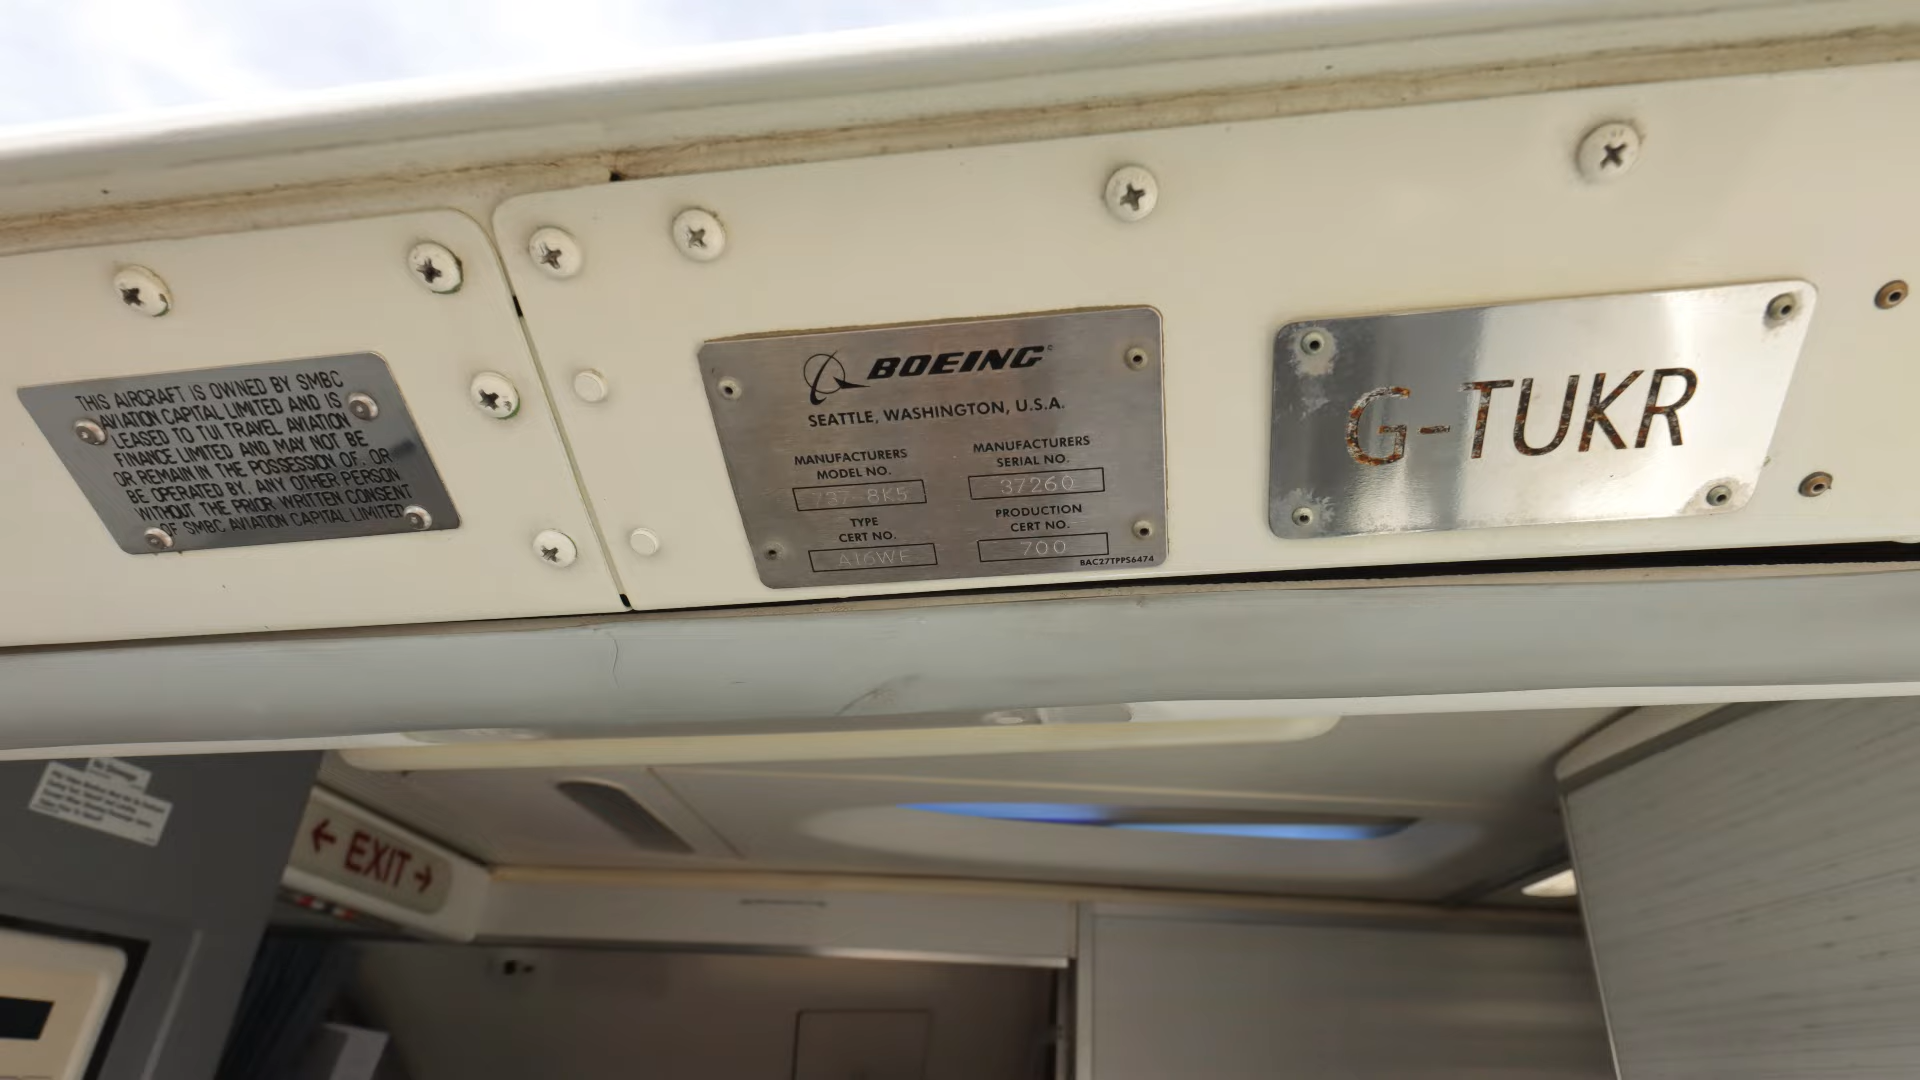 THIS AIRCRAFT IS OWNED BY SMBC
AVIATION CAPITAL LIMITED AND IS
LEASED TO TUI TRAVEL AVIATION
FINANCE LIMITED AND MAY NOT BE
OR REMAIN IN THE POSSESSION OF, OR
BE OPERATED BY, ANY OTHER PERSON
WITHOUT THE PRIOR WRITTEN CONSENT
OF SMBC AVIATION CAPITAL LIMITED
BOEING
SEATTLE, WASHINGTON, U.S.A.
MANUFACTURERS
MODEL NO.
737-8K5
MANUFACTURERS
SERIAL NO.
37260
TYPE
CERT NO.
A16WE
PRODUCTION
CERT NO.
700
BAC27TPPS6474
G-TUKR
← EXIT →